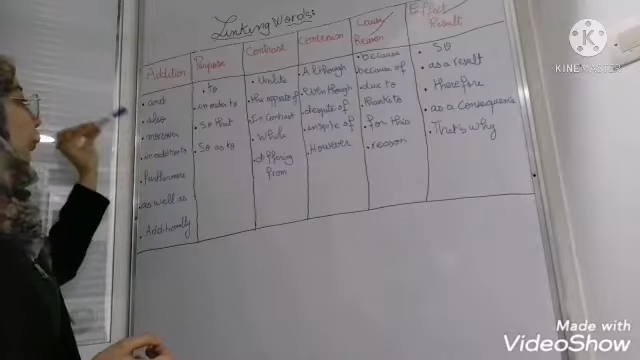 Linking Words:
Addition
• and
• also
• moreover
• in addition to
• furthermore
• as well as
• Additionally
Purpose
• to
• in order to
• so that
• so as to
Contrast
Unlike
the opposite of
In contrast
While
differing
from
Concession
Although
Even though
despite of
inspite of
However
Cause/
Reason
• because
because of
due to
thanks to
for this
reason
Effect/
Result
• So
• as a result
• therefore
• as a consequence
• That's why
K
KINEMASTER
Made with
VideoShow